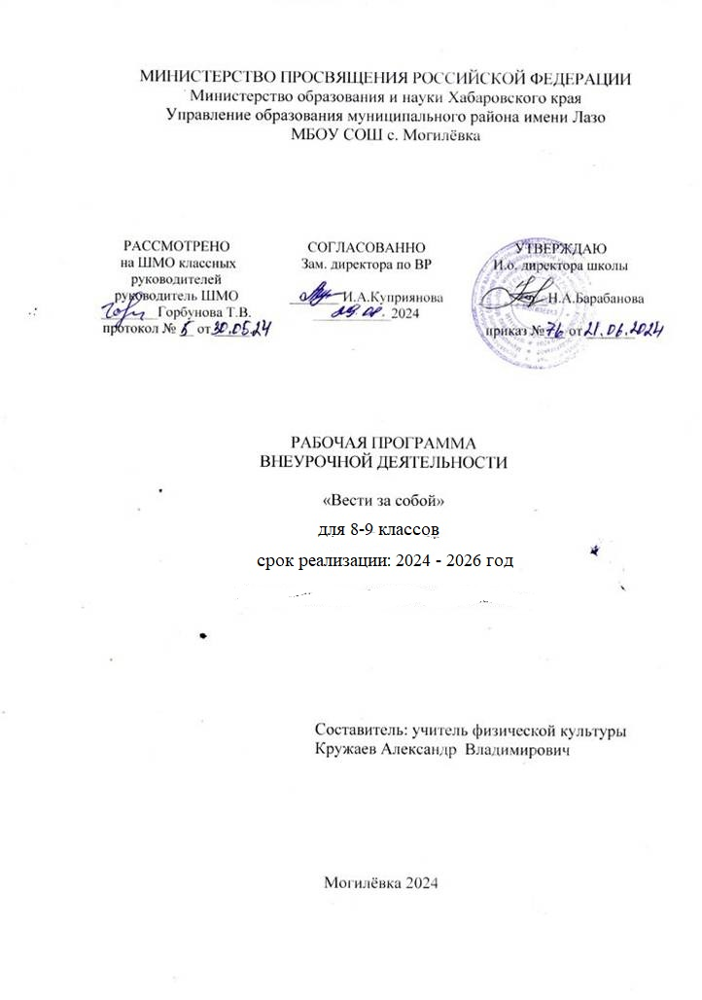 МИНИСТЕРСТВО ПРОСВЯЩЕНИЯ РОССИЙСКОЙ ФЕДЕРАЦИИ
Министерство образования и науки Хабаровского края
Управление образования муниципального района имени Лазо
МБОУ СОШ с. Могилёвка
РАССМОТРЕНО
на ШМО классных
руководителей
руководитель ШМО
Горбунова Т.В.
протокол № 5 от 30.05.24
СОГЛАСОВАННО
Зам. директора по ВР
И.А.Куприянова
2024
УТВЕРЖДАЮ
И.о. директора школы
Н.А.Барабанова
приказ № 76 от 21.06.2024
РАБОЧАЯ ПРОГРАММА
ВНЕУРОЧНОЙ ДЕЯТЕЛЬНОСТИ
«Вести за собой»
для 8-9 классов
срок реализации: 2024 - 2026 год
Составитель: учитель физической культуры
Кружаев Александр Владимирович
Могилёвка 2024